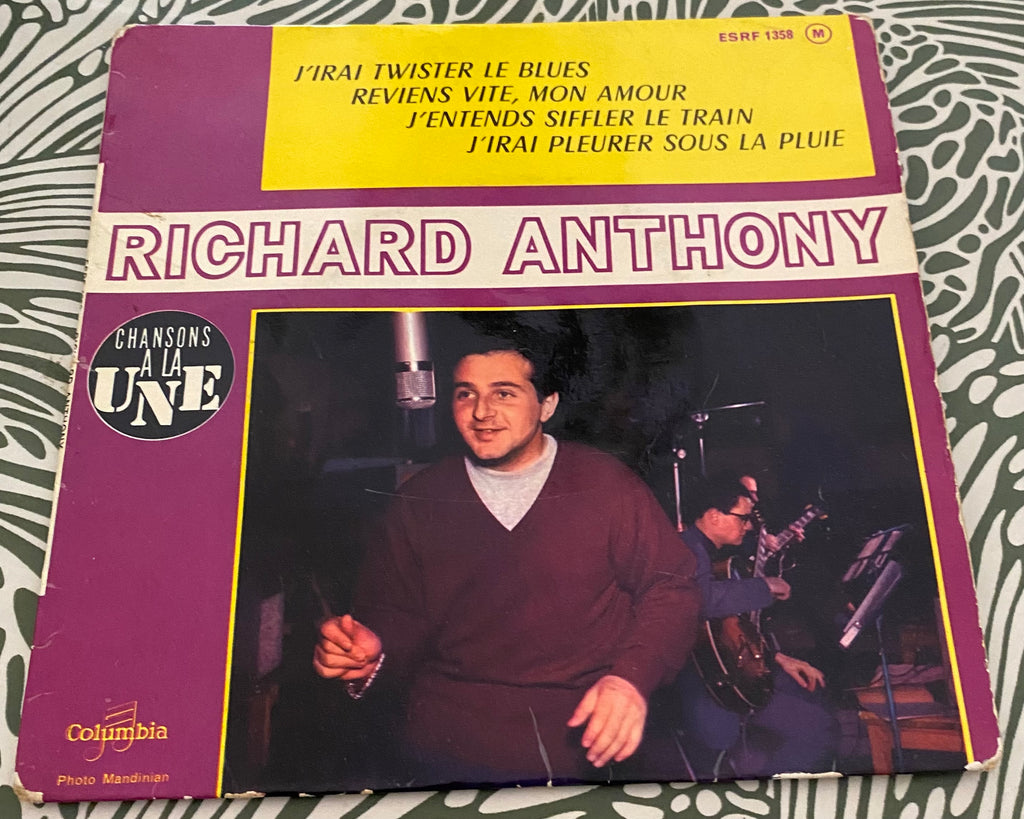 ESRF 1358 M
J'IRAI TWISTER LE BLUES
REVIENS VITE, MON AMOUR
J'ENTENDS SIFFLER LE TRAIN
J'IRAI PLEURER SOUS LA PLUIE
RICHARD ANTHONY
CHANSONS
A LA
UNE
Columbia
Photo Mandinian